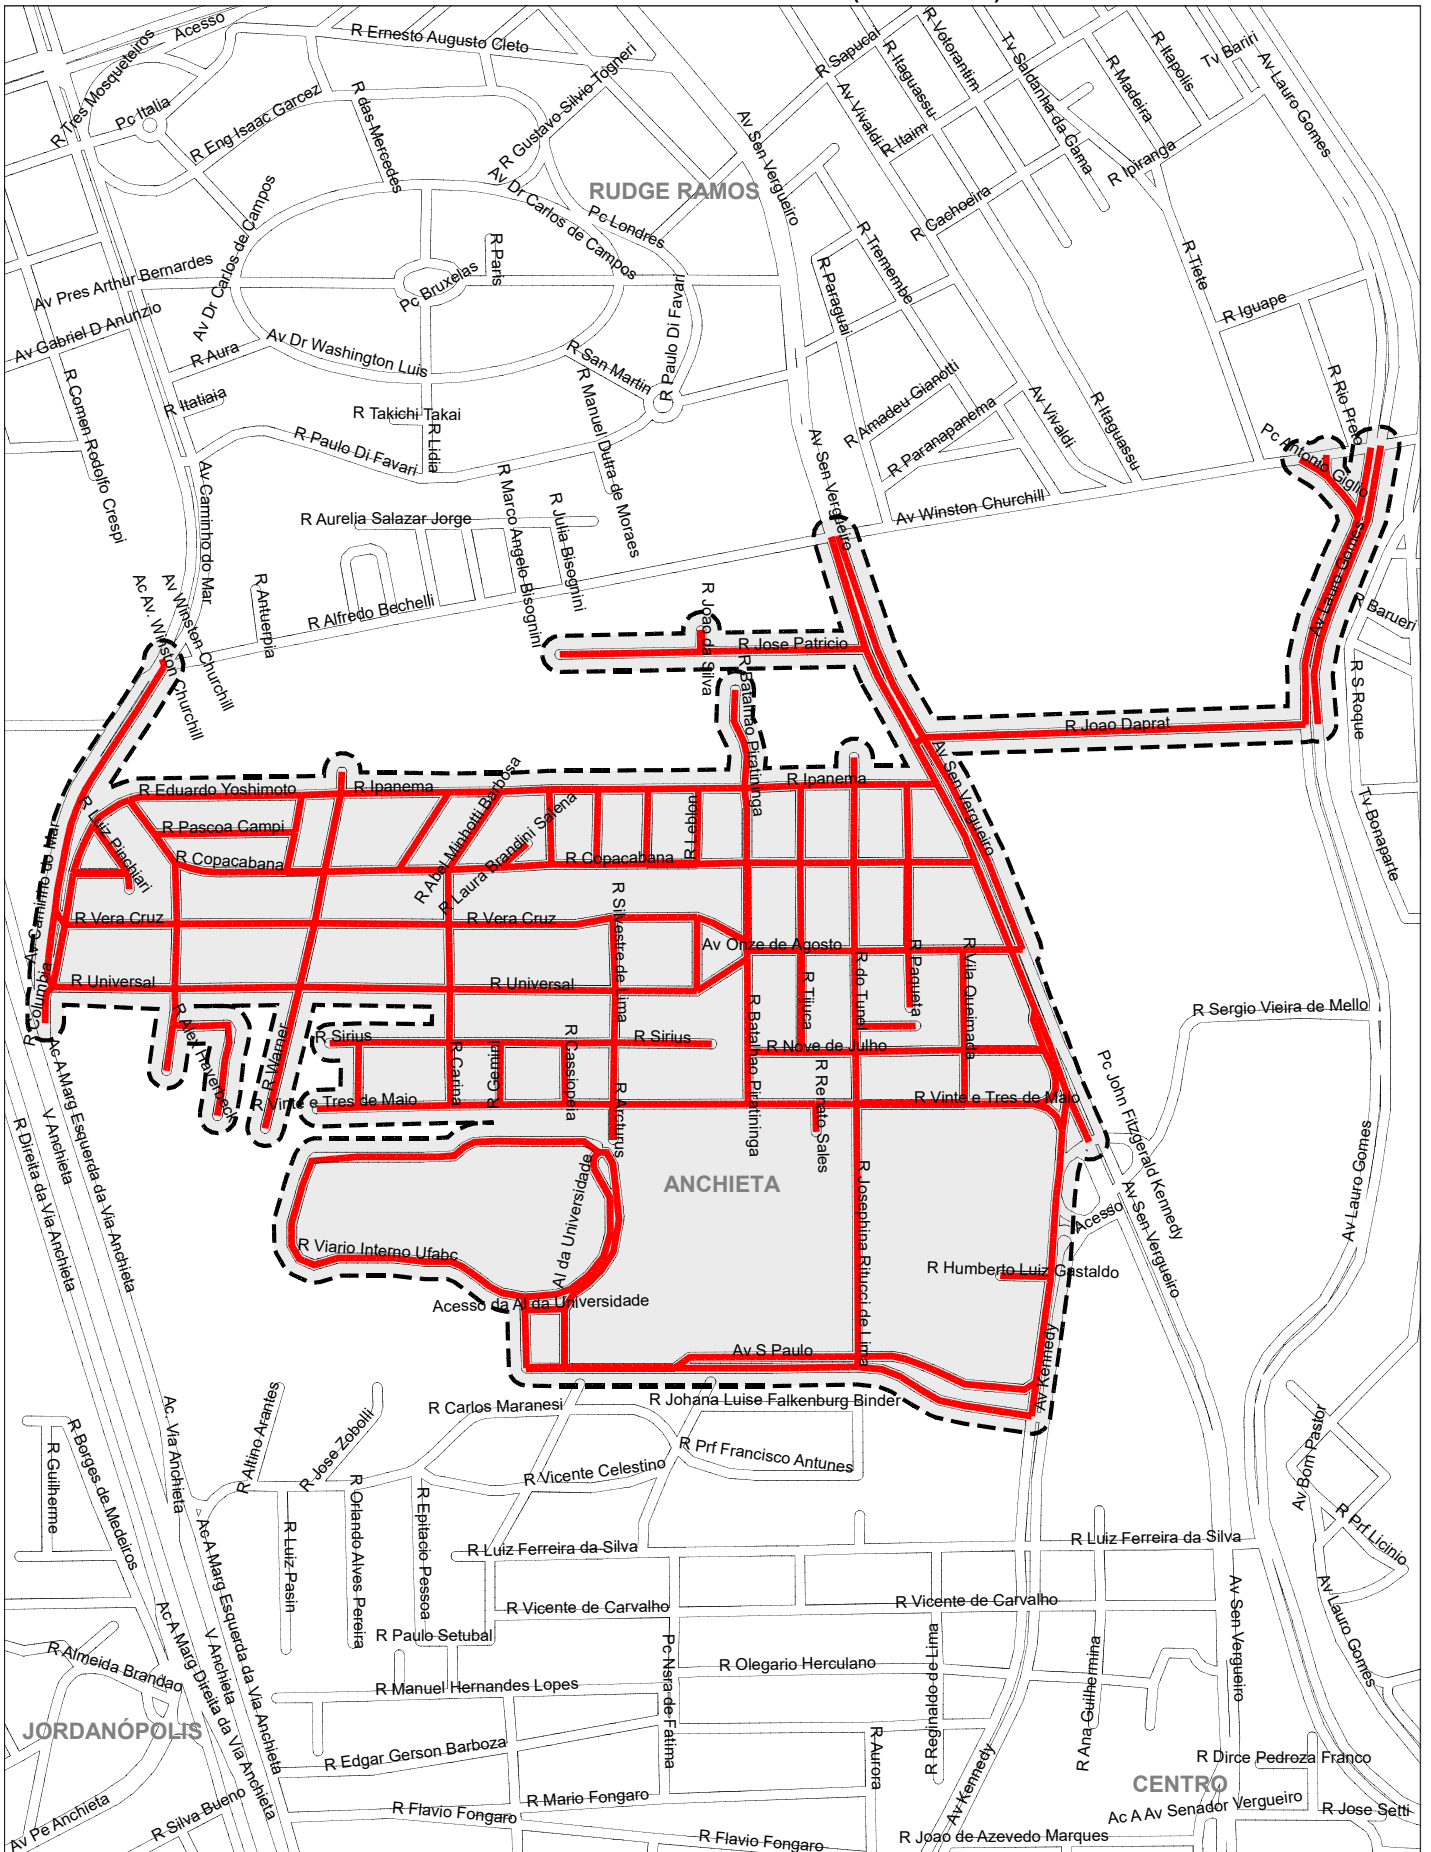 Acesso
R Ernesto Augusto Cleto
R Sapucai
R Votorantim
R Itaguassu
Tv Saldanha da Gama
R Itapolis
Tv Bariri
Av Lauro Gomes
R Tres Mosqueteiros
Pc Italia
R Eng Isaac Garcez
R das Mercedes
R Gustavo Silvio Togneri
Av Sen Vergueiro
Av Vivaldi
R Itaim
R Madeira
R Ipiranga
Av Dr Carlos de Campos
RUDGE RAMOS
Av Dr Carlos de Campos
Pc Londres
R Cachoeira
R Tremembe
R Tiete
Av Pres Arthur Bernardes
Pc Bruxelas
R Paris
R Paulo Di Favari
R Paraguai
Av Gabriel D Anunzio
R Iguape
R Aura
Av Dr Washington Luis
R San Martin
R Comen Rodolfo Crespi
R Itatiaia
R Takichi Takai
R Lidia
R Manuel Dutra de Moraes
R Amadeu Gianotti
R Paranapanema
Av Vivaldi
R Itaguassu
R Rio Preto
R Paulo Di Favari
Av Sen Vergueiro
Pc Antonio Giglio
Av Caminho do Mar
R Marco Angelo Bisognini
R Julia Bisognini
R Aurelia Salazar Jorge
Av Winston Churchill
Av Lauro Gomes
Ac Av. Winston Churchill
Av Winston Churchill
R Antuerpia
R Alfredo Bechelli
R Joao da Silva
R Jose Patricio
R Barueri
R S Roque
R Batalhao Piratininga
R Joao Daprat
R Eduardo Yoshimoto
R Ipanema
R Ipanema
Av Sen Vergueiro
R Luiz Pinchiari
R Pascoa Campi
R Abel Minhotti Barbosa
R Laura Brandini Salena
R Leblon
Tv Bonaparte
R Copacabana
R Copacabana
Av Caminho do Mar
R Vera Cruz
R Vera Cruz
R Silvestre de Lima
Av Onze de Agosto
R Universal
R Universal
R Tijuca
R do Tunel
R Paqueta
R Vila Queimada
R Columbia
R Alex Haverbeck
R Warner
R Sirius
R Sirius
R Carina
R Gemini
R Cassiopeia
R Batalhao Piratininga
R Nove de Julho
R Sergio Vieira de Mello
R Vinte e Tres de Maio
R Arcturus
R Renato Sales
R Vinte e Tres de Maio
Pc John Fitzgerald Kennedy
Ac A Marg Esquerda da Via Anchieta
V Anchieta
R Direita da Via Anchieta
ANCHIETA
Al da Universidade
R Josephina Ritucci de Lima
Acesso
Av Sen Vergueiro
Av Lauro Gomes
R Viario Interno Ufabc
R Humberto Luiz Gastaldo
Acesso da Al da Universidade
Av S Paulo
Av Kennedy
R Carlos Maranesi
R Johana Luise Falkenburg Binder
R Altino Arantes
R Jose Zobolli
Ac. Via Anchieta
R Guilherme
R Borges de Medeiros
R Prf Francisco Antunes
R Vicente Celestino
Av Bom Pastor
R Prf Licinio
R Luiz Pasin
R Orlando Alves Pereira
R Epitacio Pessoa
R Luiz Ferreira da Silva
R Luiz Ferreira da Silva
Ac A Marg Esquerda da Via Anchieta
R Vicente de Carvalho
R Vicente de Carvalho
Av Sen Vergueiro
Av Lauro Gomes
R Paulo Setubal
R Almeida Brandao
Ac A Marg Direita da Via Anchieta
V Anchieta
Pc Nsra de Fatima
R Olegario Herculano
R Reginaldo de Lima
R Ana Guilhermina
R Manuel Hernandes Lopes
JORDANÓPOLIS
R Edgar Gerson Barboza
R Aurora
Av Kennedy
R Dirce Pedroza Franco
CENTRO
Av Pe Anchieta
R Silva Bueno
R Flavio Fongaro
R Mario Fongaro
Ac A Av Senador Vergueiro
R Jose Setti
R Flavio Fongaro
R Joao de Azevedo Marques